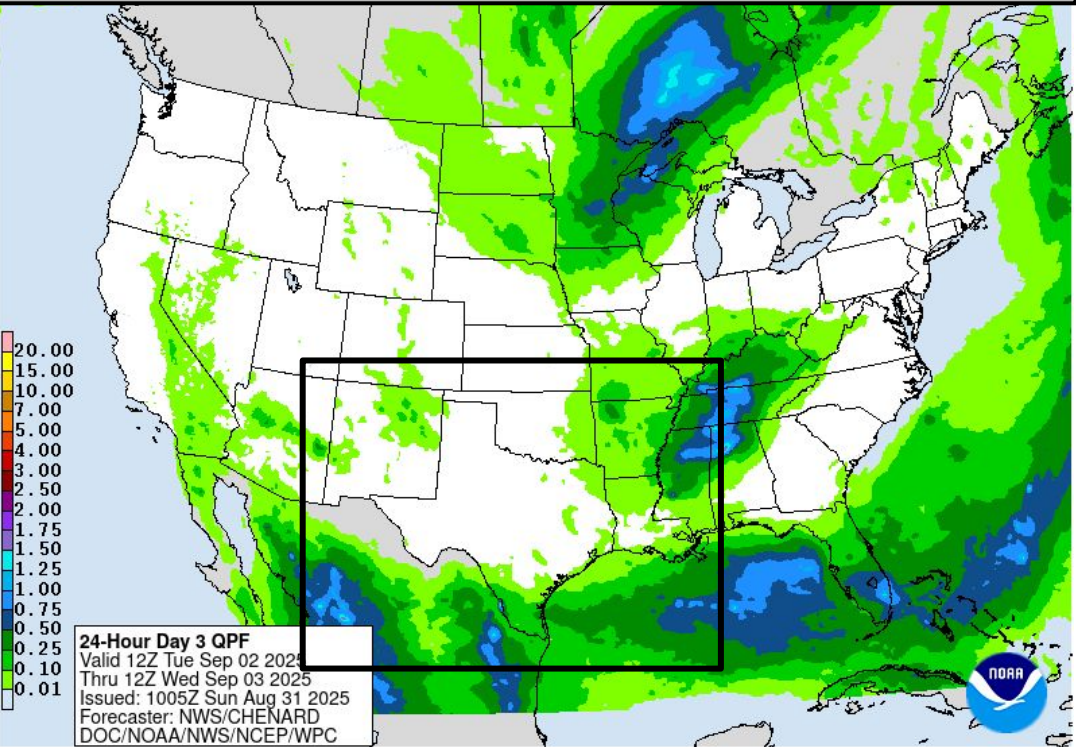 20.00
15.00
10.00
7.00
5.00
4.00
3.00
2.50
2.00
1.75
1.50
1.25
1.00
0.75
0.50
0.25
0.10
0.01
24-Hour Day 3 QPF
Valid 12Z Tue Sep 02 2025
Thru 12Z Wed Sep 03 2025
Issued: 1005Z Sun Aug 31 2025
Forecaster: NWS/CHENARD
DOC/NOAA/NWS/NCEP/WPC
NOAA